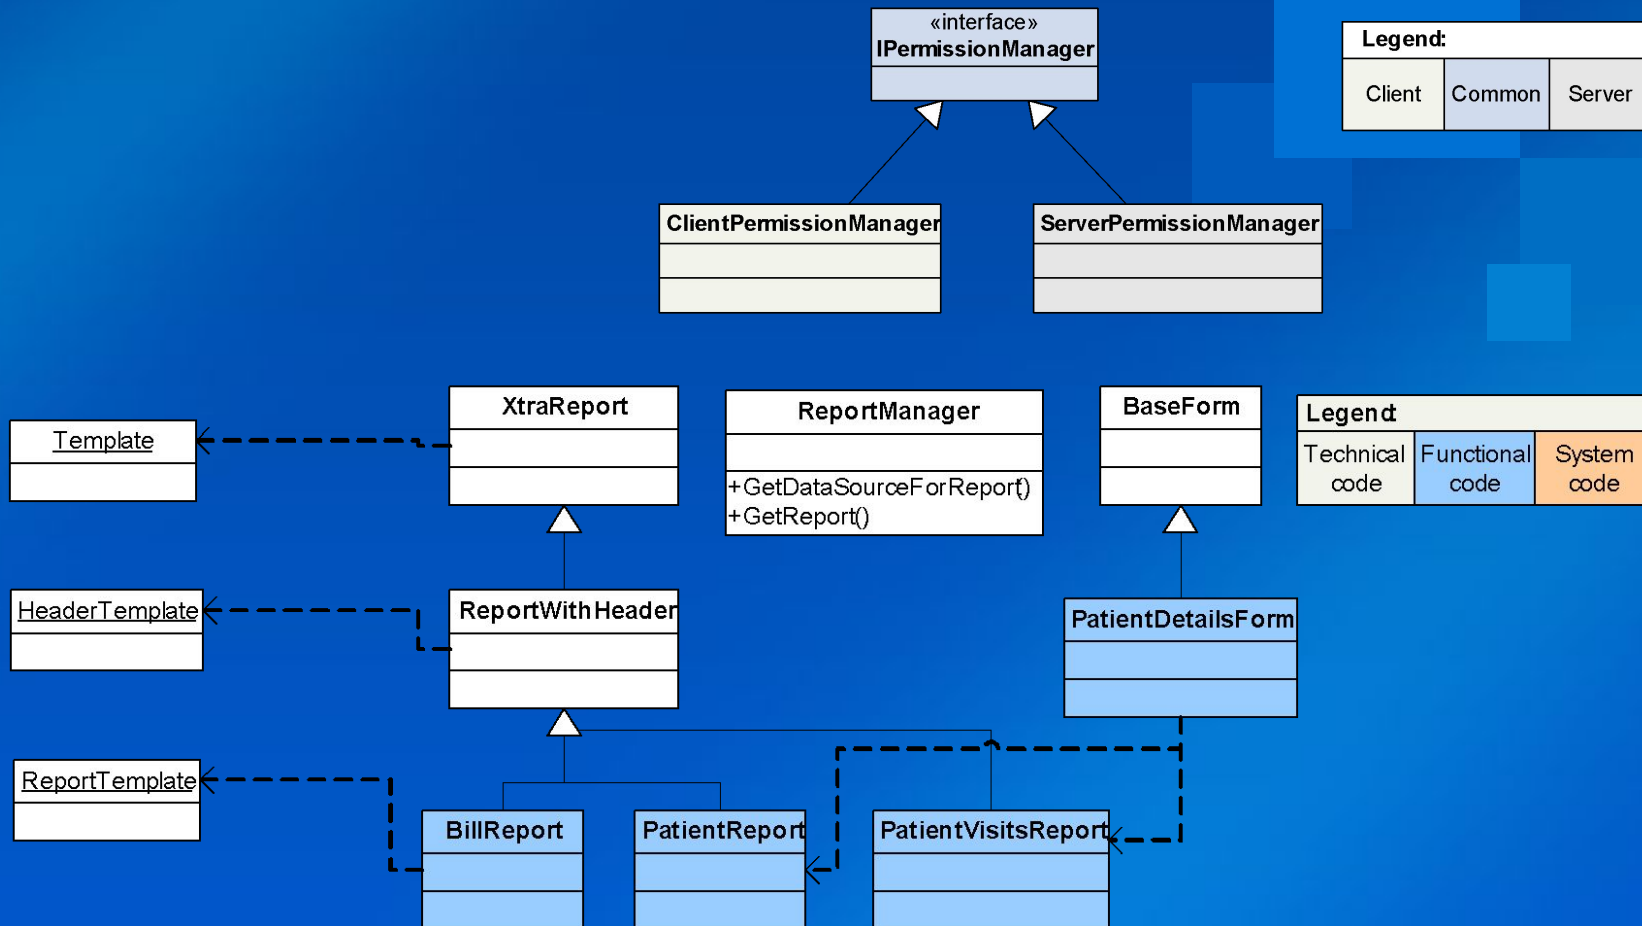 «interface»
IPermissionManager
Legend:
Client Common Server
ClientPermissionManager
ServerPermissionManager
XtraReport
ReportManager
BaseForm
Template
+GetDataSourceForReport()
+GetReport()
Legend:
Technical code
Functional code
System code
HeaderTemplate
ReportWithHeader
PatientDetailsForm
ReportTemplate
BillReport
PatientReport
PatientVisitsReport